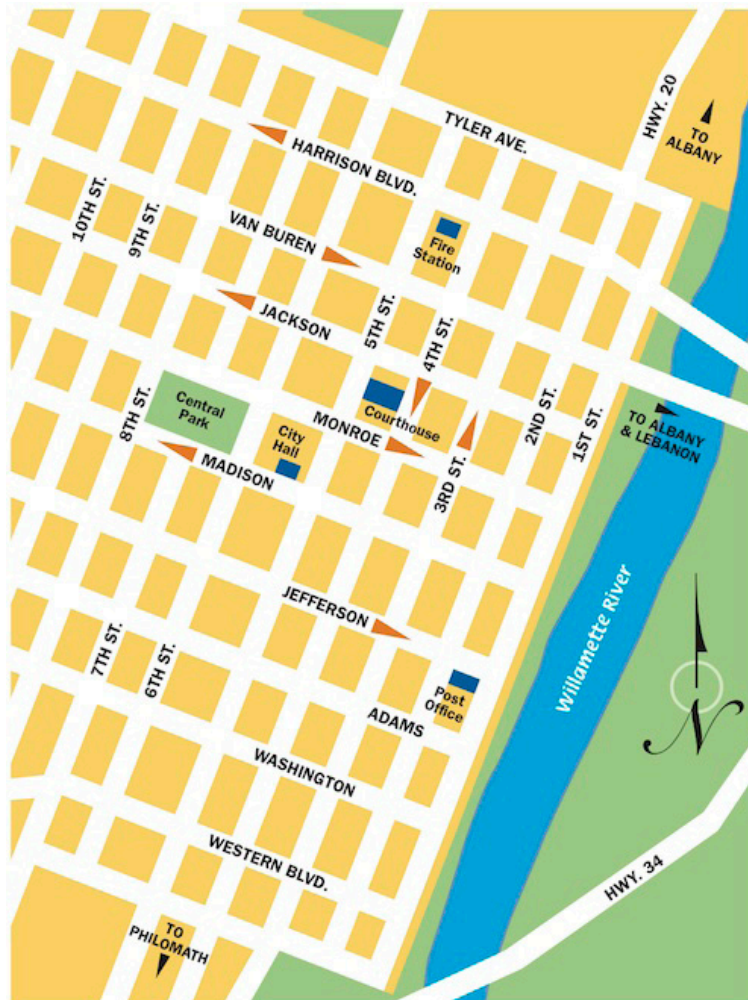 HWY. 20
TO
ALBANY
TYLER AVE.
HARRISON BLVD.
10TH ST.
9TH ST.
VAN BUREN
Fire
Station
JACKSON
5TH ST.
4TH ST.
8TH ST.
Central
Park
City
Hall
Courthouse
MONROE
MADISON
3RD ST.
2ND ST.
1ST ST.
TO ALBANY
& LEBANON
JEFFERSON
Willamette River
7TH ST.
6TH ST.
Post
Office
ADAMS
N
WASHINGTON
WESTERN BLVD.
HWY. 34
TO
PHILOMATH